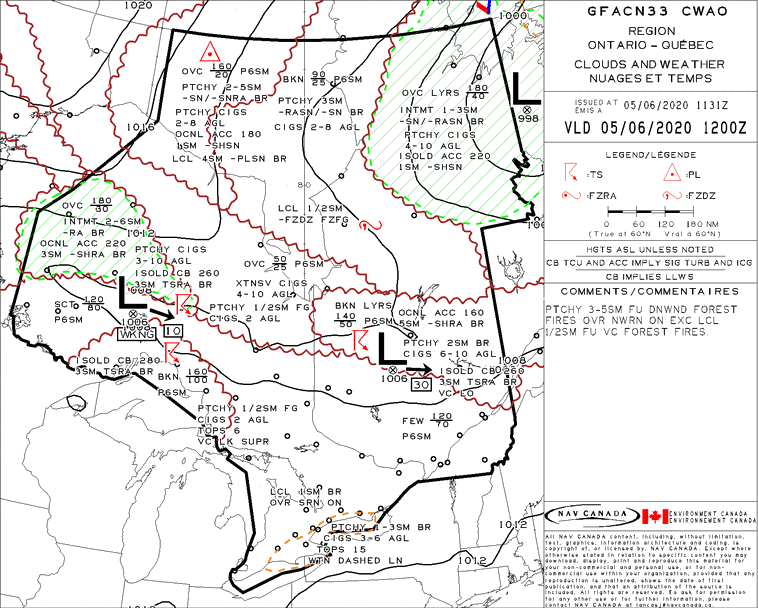 1020
1000
OVC 180/20 P6SM
PTCHY 2-5SM
-SN/-SNRA BR
PTCHY CIGS
2-8 AGL
OCNL ACC 180
1SM -SHSN
LCL 4SM -PLSN BR
BKN 90/25 P6SM
PTCHY 3SM
-RASN/-SN BR
CIGS 2-8 AGL
OVC LYRS 180/40
INTMT 1-3SM
-SN/-RASN BR
PTCHY CIGS
4-10 AGL
ISOLD ACC 220
1SM -SHSN
998
1016
80
LCL 1/2SM
-FZDZ FZFG
OVC 180/30
INTMT 2-6SM
-RA BR
OCNL ACC 220
3SM -SHRA BR
1012
PTCHY CIGS
3-10 AGL
ISOLD CB 260
3SM TSRA BR
OVC 50/25 P6SM
XTNSV CIGS
4-10 AGL
PTCHY 1/2SM FG
CIGS 2 AGL
SCT 120/80
P6SM
1008
1006
WKNG
10
BKN LYRS
140/50 P6SM
OCNL ACC 160
5SM -SHRA BR
PTCHY 2SM BR
CIGS 6-10 AGL
1008
ISOLD CB 260
3SM TSRA BR
VC LO
1006
30
ISOLD CB 280
3SM TSRA BR
BKN 160/100
P6SM
PTCHY 1/2SM FG
CIGS 2 AGL
TOPS 6
VC LK SUPR
FEW 120/70
P6SM
LCL 1SM BR
OVR SRN ON
PTCHY 1-3SM BR
CIGS 3-6 AGL
TOPS 15
WTN DASHED LN
1012
1012
1010
GFACN33 CWAO
REGION
ONTARIO - QUÉBEC
CLOUDS AND WEATHER
NUAGES ET TEMPS
ISSUED AT 05/06/2020 1131Z
ÉMIS A
VLD 05/06/2020 1200Z
LEGEND/LÉGENDE
:TS :PL
:FZRA :FZDZ
0 60 120 180 NM
(True at 60°N Vrai à 60°N)
HGTS ASL UNLESS NOTED
CB TCU AND ACC IMPLY SIG TURB AND ICG
CB IMPLIES LLWS
COMMENTS/COMMENTAIRES
PTCHY 3-5SM FU DNWND FOREST
FIRES OVR NWRN ON EXC LCL
1/2SM FU VC FOREST FIRES.
NAV CANADA
ENVIRONMENT CANADA
ENVIRONNEMENT CANADA
All NAV CANADA content, including, without limitation,
text, graphics, information architecture and coding, is
copyright of, or licensed by, NAV CANADA. Except where
otherwise stated in relation to specific content you may
download, display, print and reproduce this material for
your non-commercial and personal use, or for non-
commercial use within your organization, provided that any
reproduction is unaltered, shows the date of first
publication, and that an attribution of the source is
included. All rights are reserved. To ask for permission
for any other use or for further information, please
contact NAV CANADA at